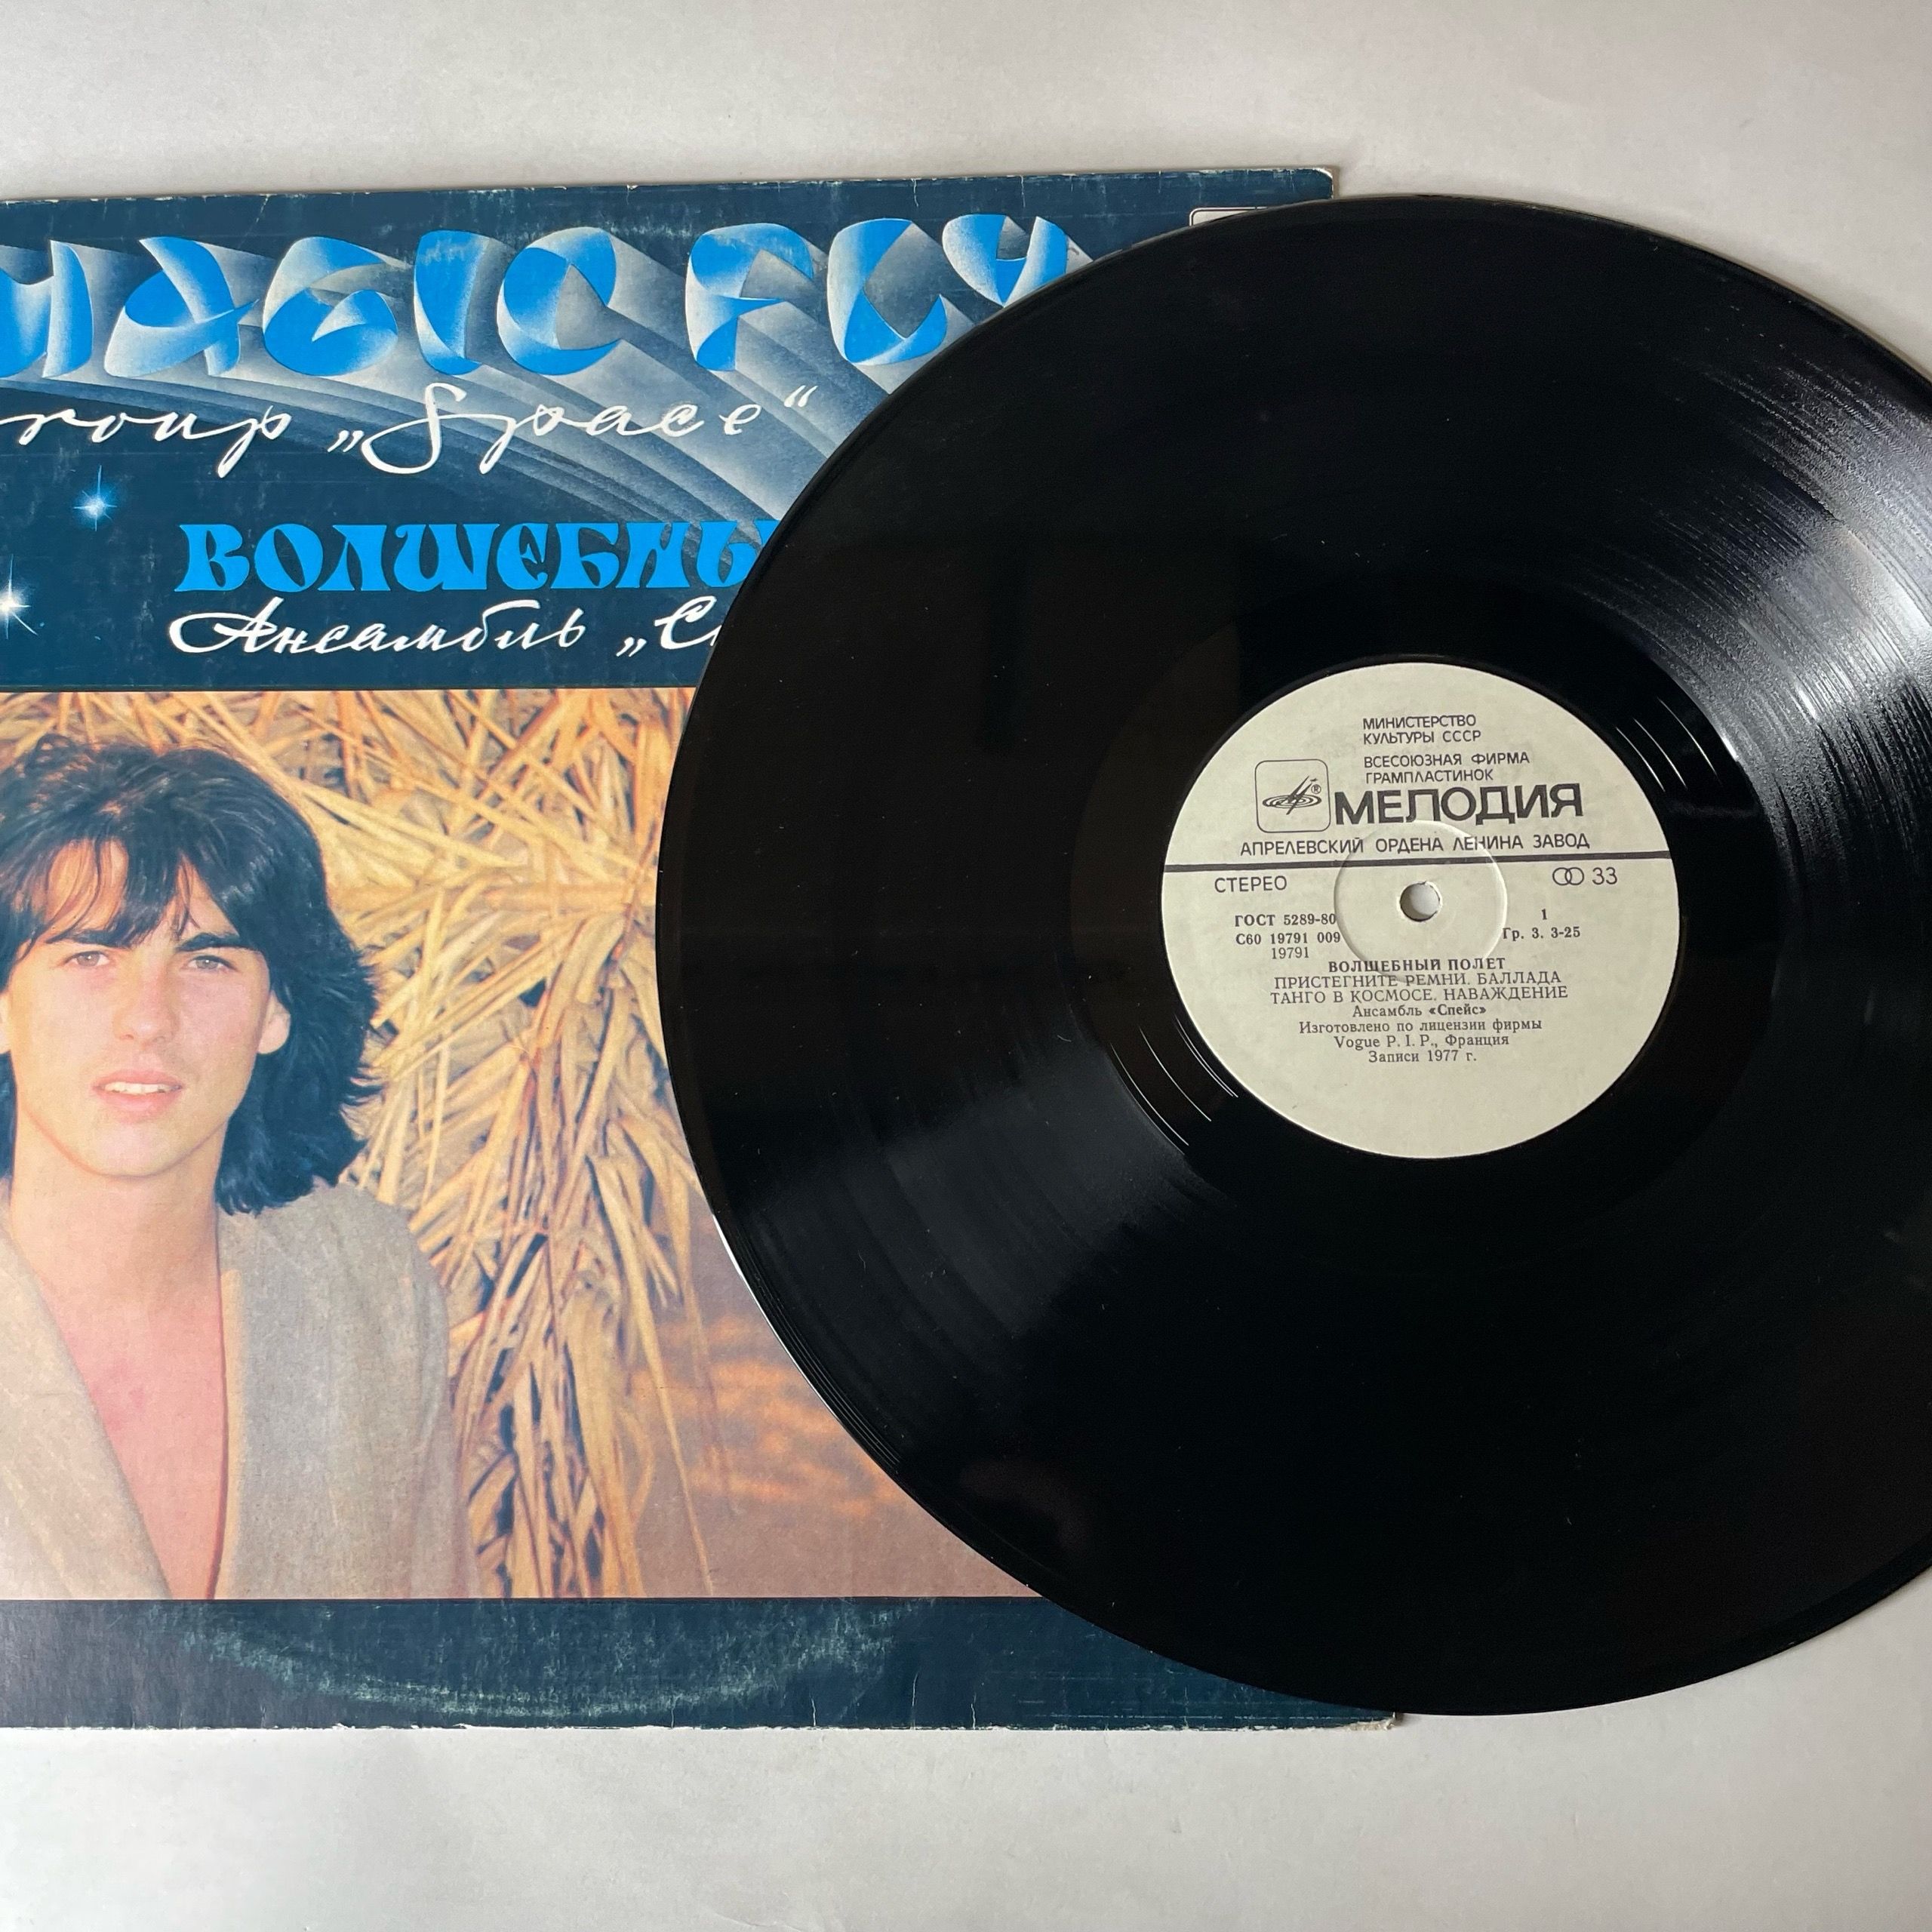 MAGIC FLY
„Space“
ВОЛШЕБНЫ
Ансамбль „С
МИНИСТЕРСТВО
КУЛЬТУРЫ СССР
ВСЕСОЮЗНАЯ ФИРМА
ГРАМПЛАСТИНОК
® МЕЛОДИЯ
АПРЕЛЕВСКИЙ ОРДЕНА ЛЕНИНА ЗАВОД
СТЕРЕО 33
ГОСТ 5289-80 1
С60 19791 009 Гр. 3. 3-25
19791
ВОЛШЕБНЫЙ ПОЛЕТ
ПРИСТЕГНИТЕ РЕМНИ. БАЛЛАДА
ТАНГО В КОСМОСЕ. НАВАЖДЕНИЕ
Ансамбль «Спейс»
Изготовлено по лицензии фирмы
Vogue P. I. P., Франция
Записи 1977 г.